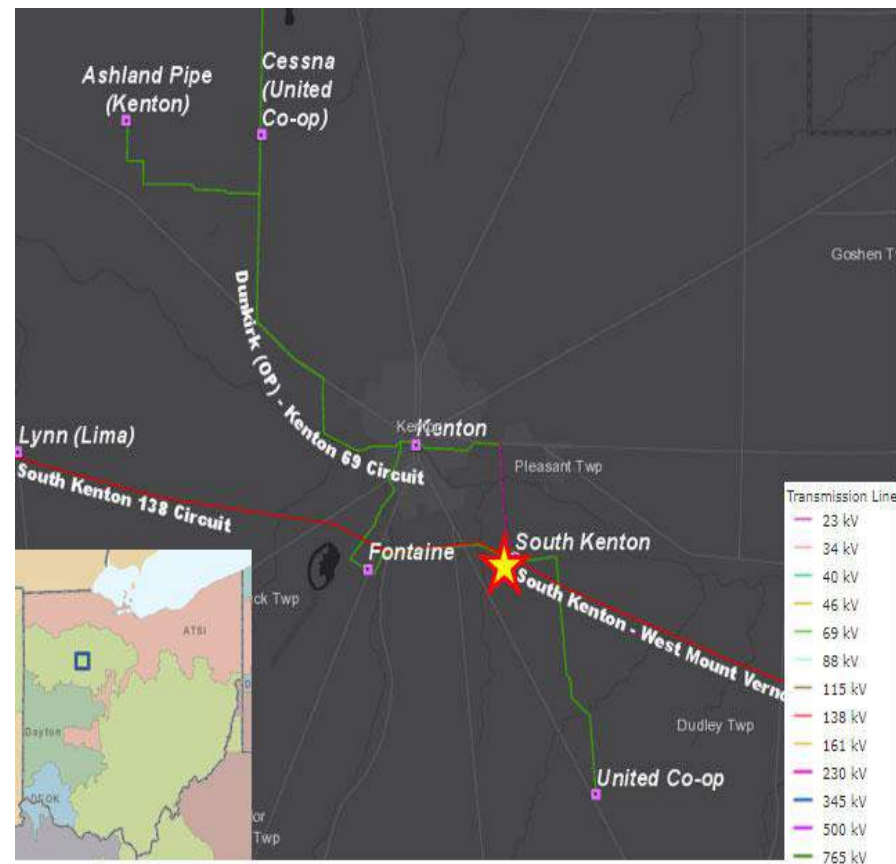 Ashland Pipe
(Kenton)
Cessna
(United
Co-op)
Goshen T
Dunkirk (OP) - Kenton 69 Circuit
Kenton
Lynn (Lima)
Pleasant Twp
South Kenton 138 Circuit
Fontaine
South Kenton
ck Twp
South Kenton - West Mount Verno
Dudley Twp
United Co-op
or
Twp
ATSI
Dayton
DEOK
Transmission Line
23 kV
34 kV
40 kV
46 kV
69 kV
88 kV
115 kV
138 kV
161 kV
230 kV
345 kV
500 kV
765 kV